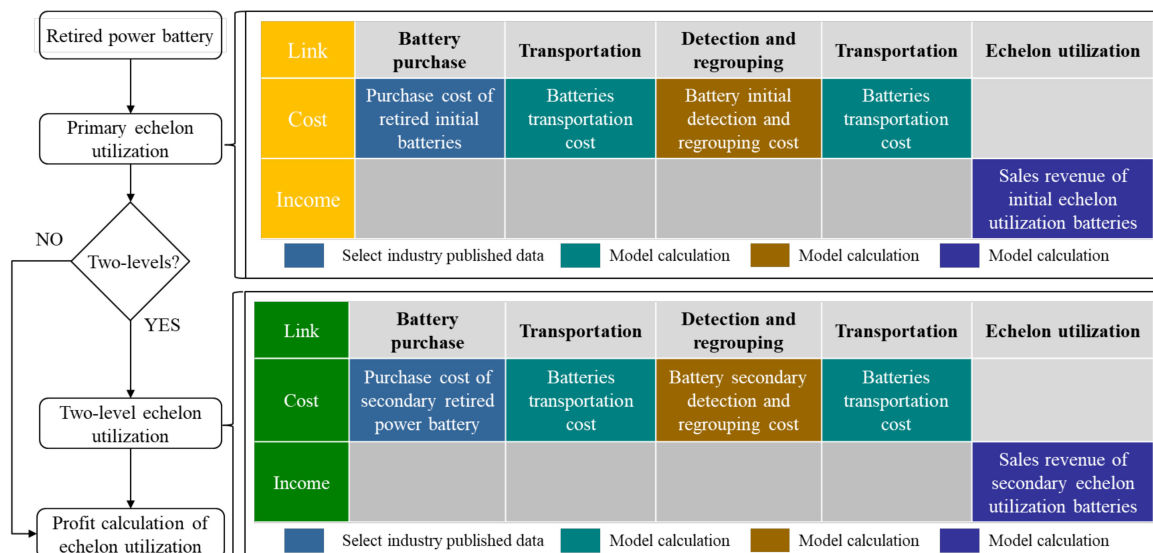 Retired power battery
Primary echelon
utilization
NO
Two-levels?
YES
Two-level echelon
utilization
Profit calculation of
echelon utilization
Link
Battery
purchase
Transportation
Detection and
regrouping
Transportation
Echelon utilization
Cost
Purchase cost of
retired initial
batteries
Batteries
transportation
cost
Battery initial
detection and
regrouping cost
Batteries
transportation
cost
Income
Sales revenue of
initial echelon
utilization batteries
Select industry published data
Model calculation
Model calculation
Model calculation
Link
Battery
purchase
Transportation
Detection and
regrouping
Transportation
Echelon utilization
Cost
Purchase cost of
secondary retired
power battery
Batteries
transportation
cost
Battery secondary
detection and
regrouping cost
Batteries
transportation
cost
Income
Sales revenue of
secondary echelon
utilization batteries
Select industry published data
Model calculation
Model calculation
Model calculation